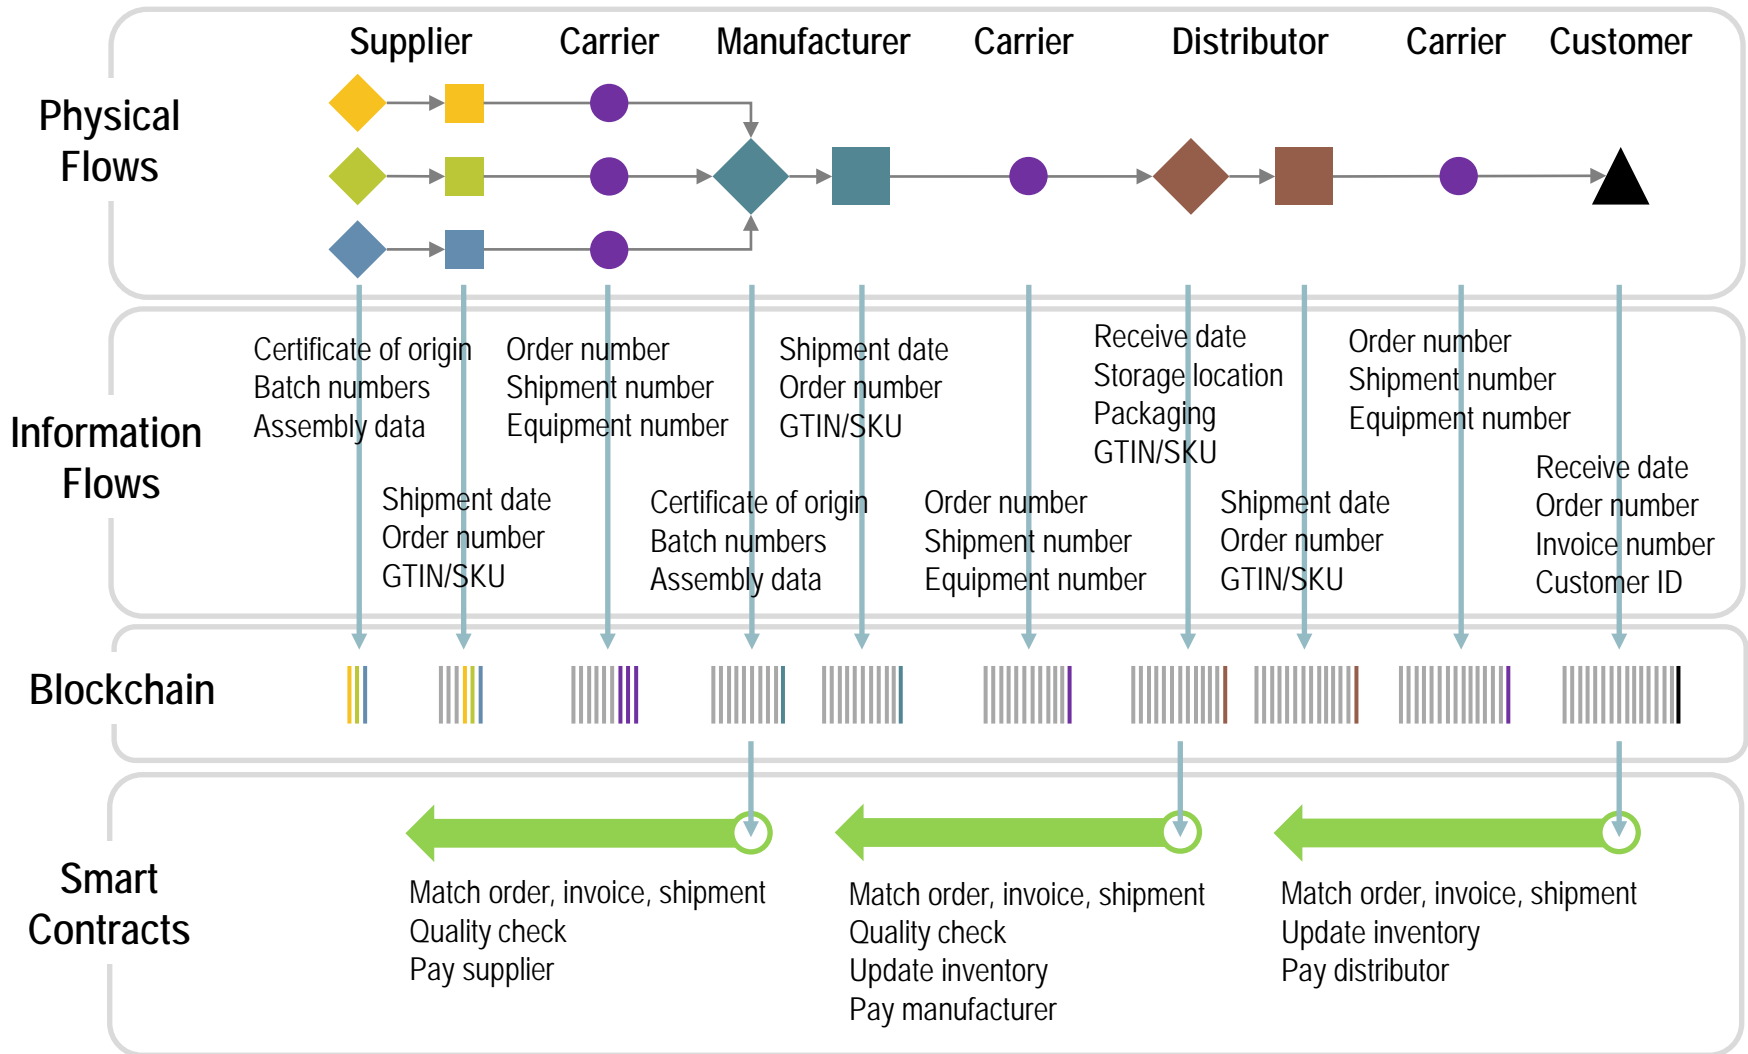 Supplier
Carrier
Manufacturer
Carrier
Distributor
Carrier
Customer
Physical
Flows
Information
Flows
Certificate of origin
Batch numbers
Assembly data
Shipment date
Order number
GTIN/SKU
Order number
Shipment number
Equipment number
Certificate of origin
Batch numbers
Assembly data
Shipment date
Order number
GTIN/SKU
Order number
Shipment number
Equipment number
Receive date
Storage location
Packaging
GTIN/SKU
Shipment date
Order number
GTIN/SKU
Order number
Shipment number
Equipment number
Receive date
Order number
Invoice number
Customer ID
Blockchain
Smart
Contracts
Match order, invoice, shipment
Quality check
Pay supplier
Match order, invoice, shipment
Quality check
Update inventory
Pay manufacturer
Match order, invoice, shipment
Update inventory
Pay distributor